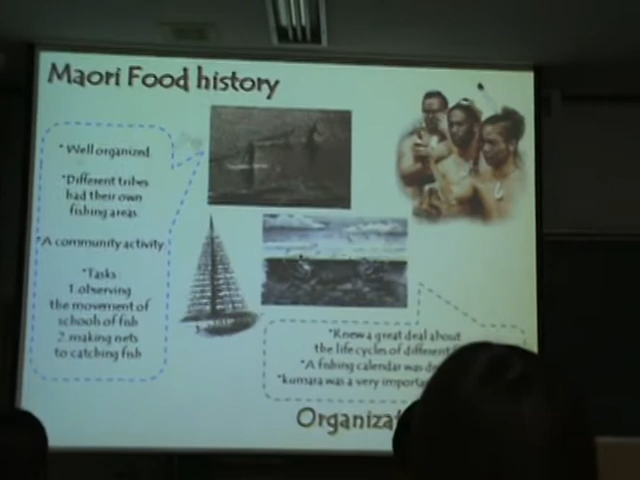 Maori Food history
* Well organized
*Different tribes
had their own
fishing areas
*A community activity
*Tasks
1.observing
the movement of
schools of fish
2.making nets
to catching fish
*Knew a great deal about
the life cycles of different
*A fishing calendar was
*kumara was a very